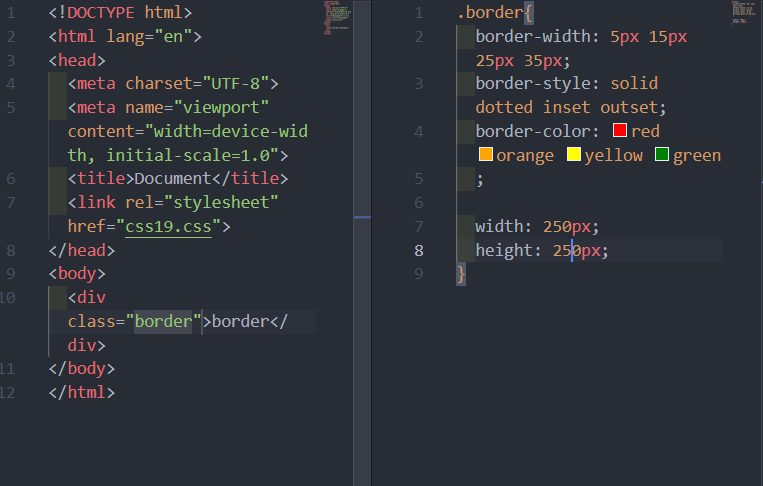 1 <!DOCTYPE html>
2 <html lang="en">
3 <head>
4 <meta charset="UTF-8">
5 <meta name="viewport"
content="width=device-wid
th, initial-scale=1.0">
6 <title>Document</title>
7 <link rel="stylesheet"
href="css19.css">
8 </head>
9 <body>
10 <div
class="border">border</
div>
11 </body>
12 </html>
1 .border{
2 border-width: 5px 15px
25px 35px;
3 border-style: solid
dotted inset outset;
4 border-color: red
orange yellow green
5 ;
6
7 width: 250px;
8 height: 250px;
9 }